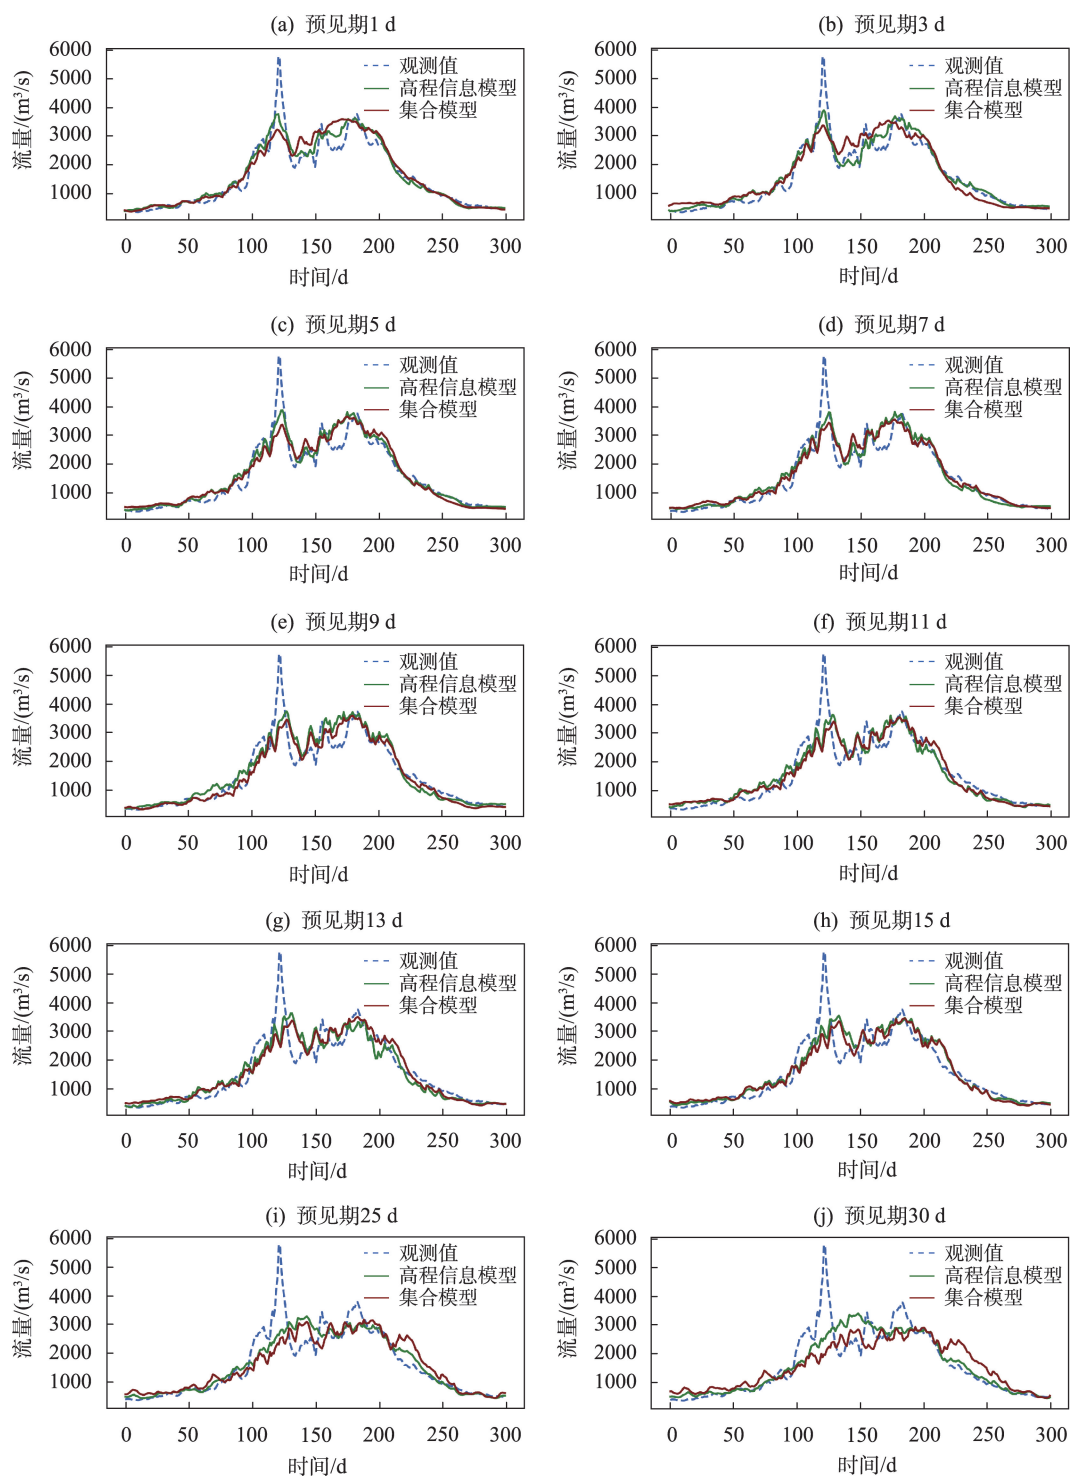 (a) 预见期1 d
6000
5000
4000
3000
2000
1000
流量/(m³/s)
观测值
高程信息模型
集合模型
0 50 100 150 200 250 300
时间/d
(b) 预见期3 d
6000
5000
4000
3000
2000
1000
流量/(m³/s)
观测值
高程信息模型
集合模型
0 50 100 150 200 250 300
时间/d
(c) 预见期5 d
6000
5000
4000
3000
2000
1000
流量/(m³/s)
观测值
高程信息模型
集合模型
0 50 100 150 200 250 300
时间/d
(d) 预见期7 d
6000
5000
4000
3000
2000
1000
流量/(m³/s)
观测值
高程信息模型
集合模型
0 50 100 150 200 250 300
时间/d
(e) 预见期9 d
6000
5000
4000
3000
2000
1000
流量/(m³/s)
观测值
高程信息模型
集合模型
0 50 100 150 200 250 300
时间/d
(f) 预见期11 d
6000
5000
4000
3000
2000
1000
流量/(m³/s)
观测值
高程信息模型
集合模型
0 50 100 150 200 250 300
时间/d
(g) 预见期13 d
6000
5000
4000
3000
2000
1000
流量/(m³/s)
观测值
高程信息模型
集合模型
0 50 100 150 200 250 300
时间/d
(h) 预见期15 d
6000
5000
4000
3000
2000
1000
流量/(m³/s)
观测值
高程信息模型
集合模型
0 50 100 150 200 250 300
时间/d
(i) 预见期25 d
6000
5000
4000
3000
2000
1000
流量/(m³/s)
观测值
高程信息模型
集合模型
0 50 100 150 200 250 300
时间/d
(j) 预见期30 d
6000
5000
4000
3000
2000
1000
流量/(m³/s)
观测值
高程信息模型
集合模型
0 50 100 150 200 250 300
时间/d